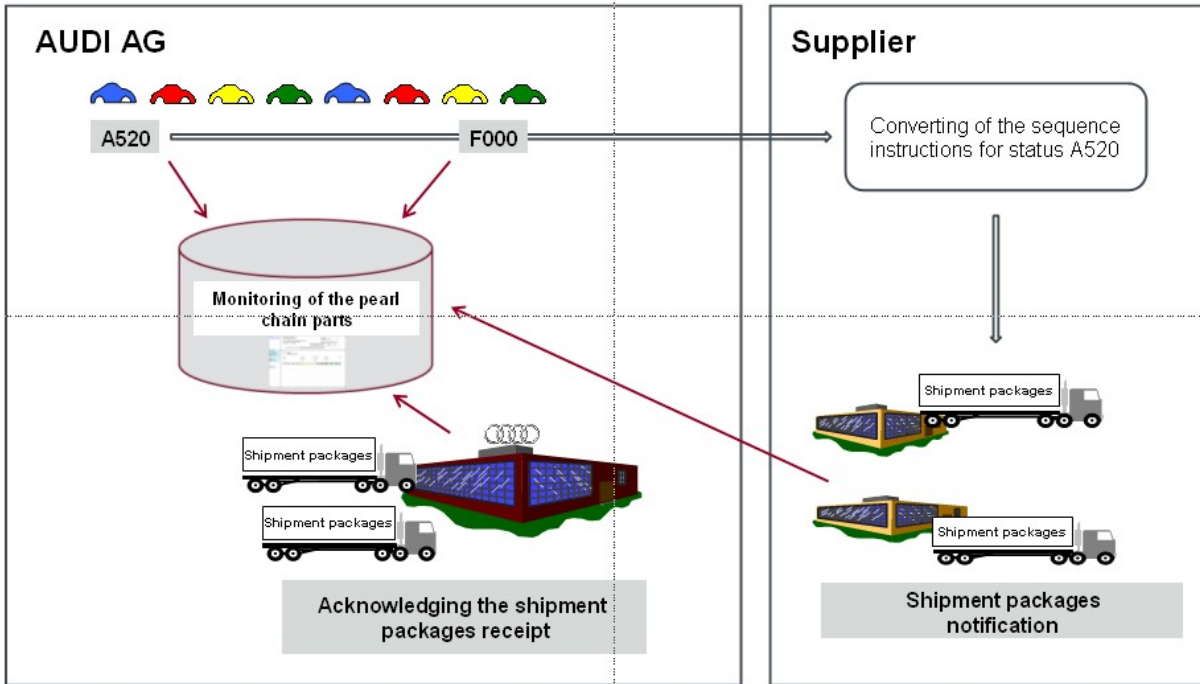 AUDI AG
A520
F000
Monitoring of the pearl
chain parts
Shipment packages
Shipment packages
Acknowledging the shipment
packages receipt
Supplier
Converting of the sequence
instructions for status A520
Shipment packages
Shipment packages
Shipment packages
notification